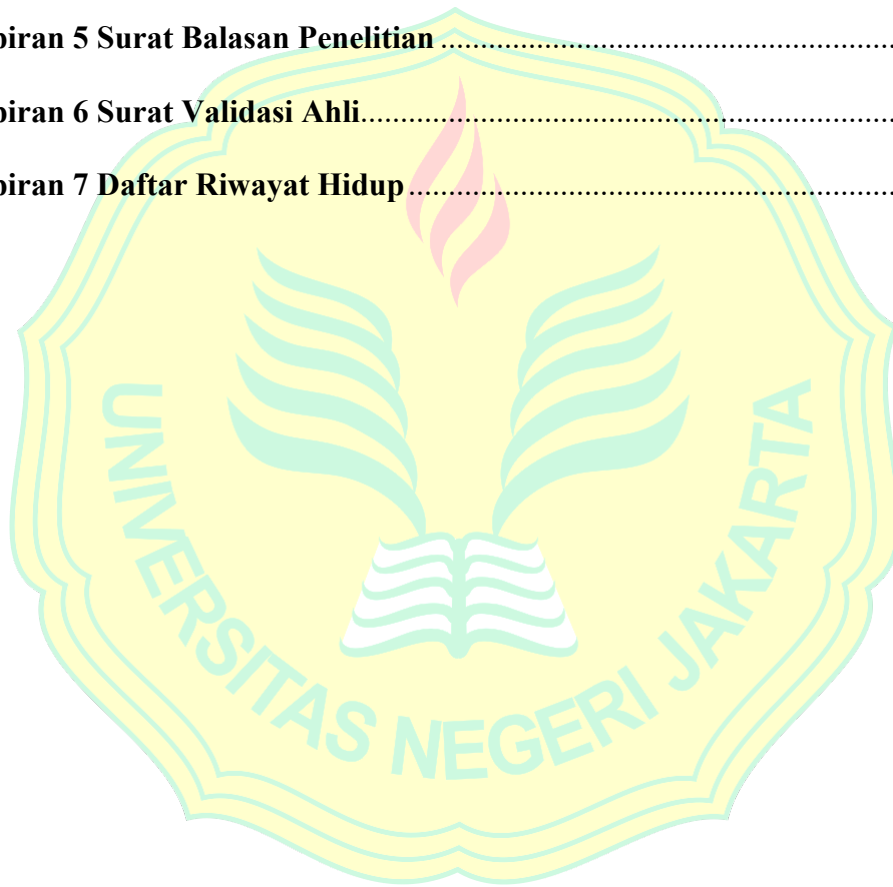 piran 5 Surat Balasan Penelitian ........................................................
piran 6 Surat Validasi Ahli..................................................................
piran 7 Daftar Riwayat Hidup ............................................................
UNIVERSITAS NEGERI JAKARTA